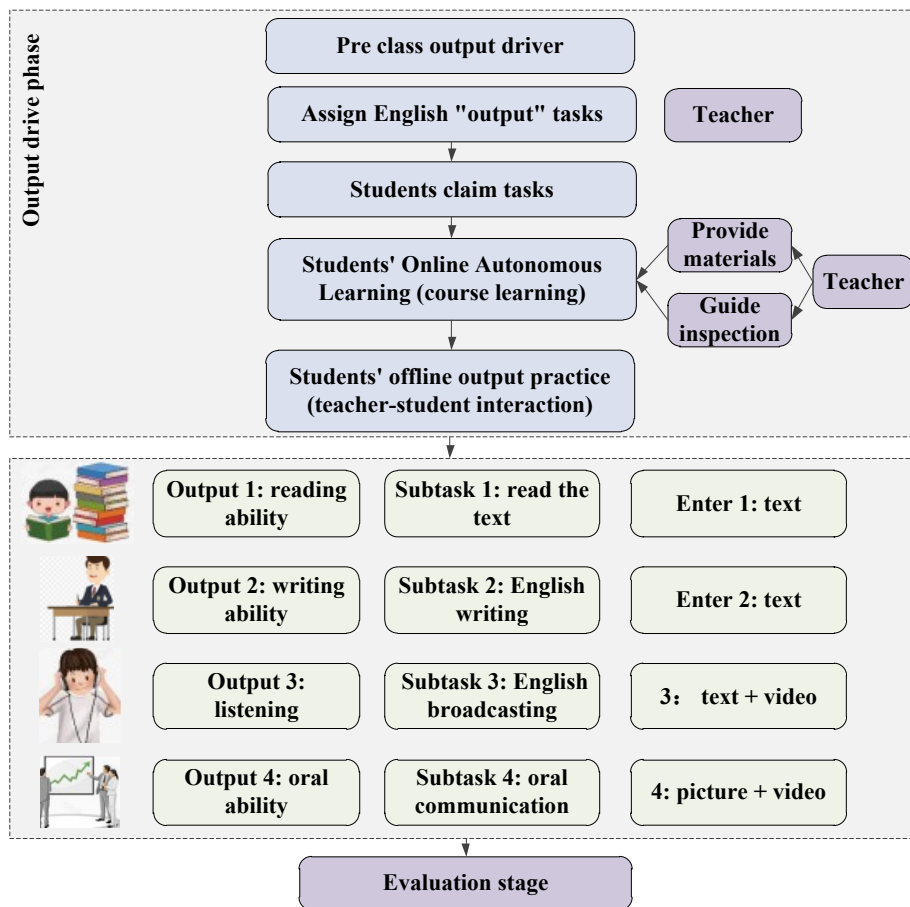 Output drive phase
Pre class output driver
Assign English "output" tasks
Teacher
Students claim tasks
Students' Online Autonomous
Learning (course learning)
Provide
materials
Guide
inspection
Teacher
Students' offline output practice
(teacher-student interaction)
Output 1: reading
ability
Subtask 1: read the
text
Enter 1: text
Output 2: writing
ability
Subtask 2: English
writing
Enter 2: text
Output 3:
listening
Subtask 3: English
broadcasting
3： text + video
Output 4: oral
ability
Subtask 4: oral
communication
4: picture + video
Evaluation stage